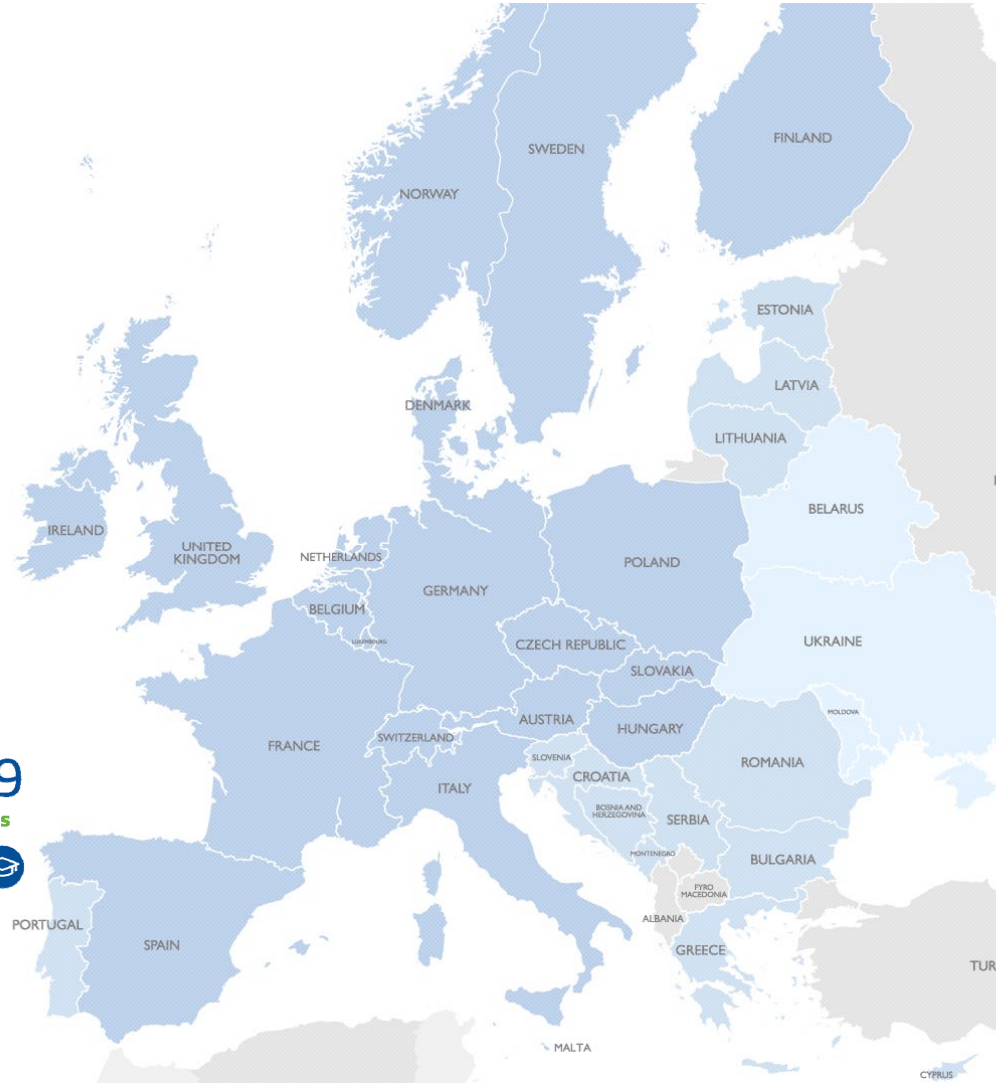 FINLAND
SWEDEN
NORWAY
ESTONIA
LATVIA
DENMARK
LITHUANIA
BELARUS
IRELAND
UNITED
KINGDOM
NETHERLANDS
POLAND
GERMANY
BELGIUM
LUXEMBOURG
CZECH REPUBLIC
UKRAINE
SLOVAKIA
MOLDOVA
AUSTRIA
HUNGARY
SWITZERLAND
FRANCE
SLOVENIA
ROMANIA
CROATIA
ITALY
9
s
BOSNIA AND
HERZEGOVINA
SERBIA
MONTENEGRO
BULGARIA
FYRO
MACEDONIA
ALBANIA
PORTUGAL
SPAIN
GREECE
TUR
MALTA
CYPRUS